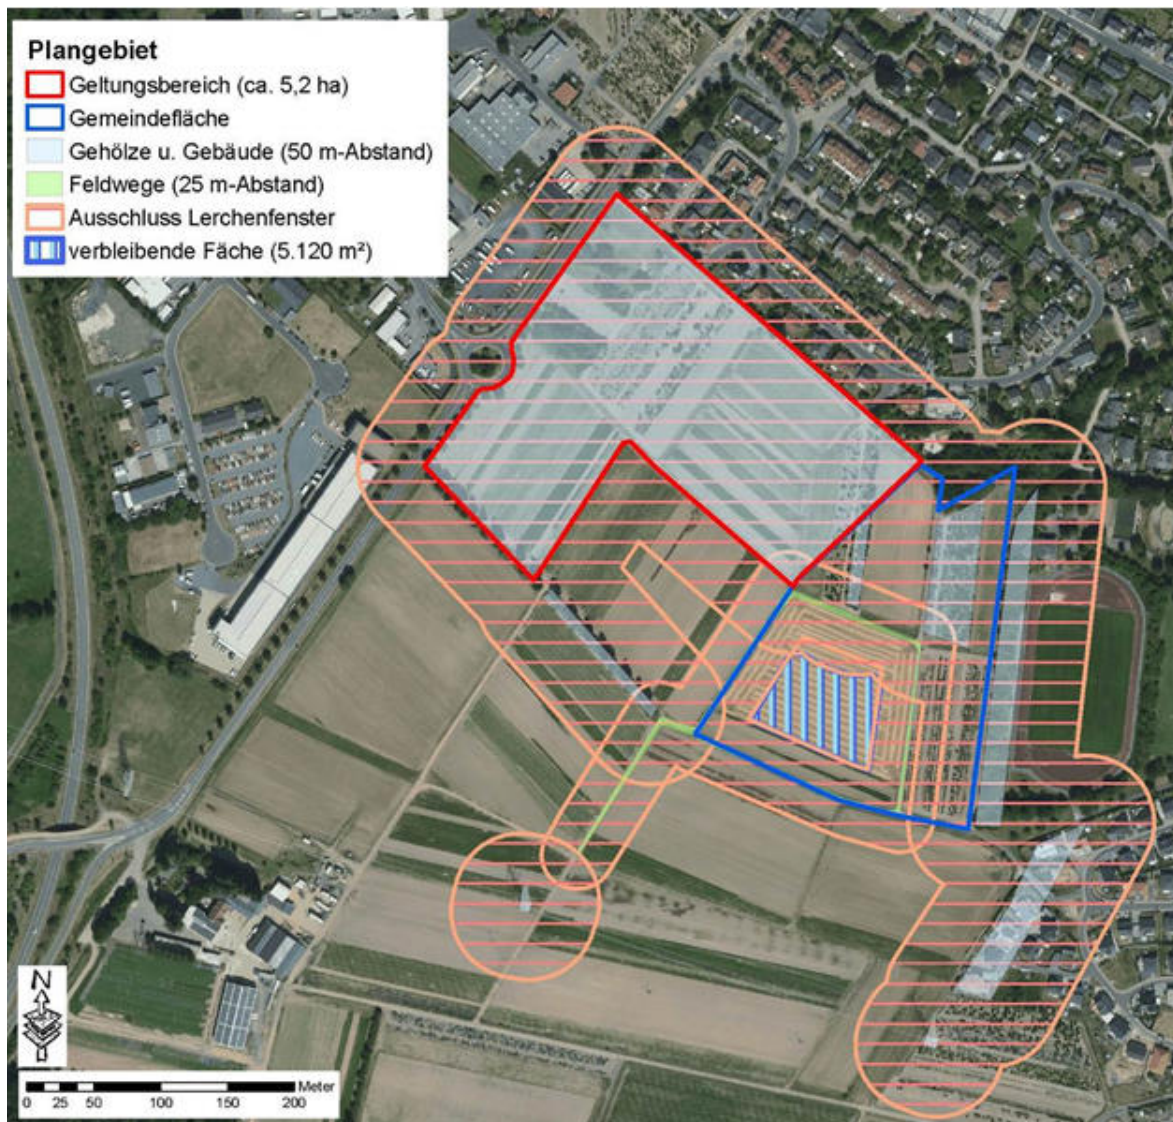 Plangebiet
Geltungsbereich (ca. 5,2 ha)
Gemeindefläche
Gehölze u. Gebäude (50 m-Abstand)
Feldwege (25 m-Abstand)
Ausschluss Lerchenfenster
verbleibende Fäche (5.120 m²)
N
Meter
0 25 50 100 150 200